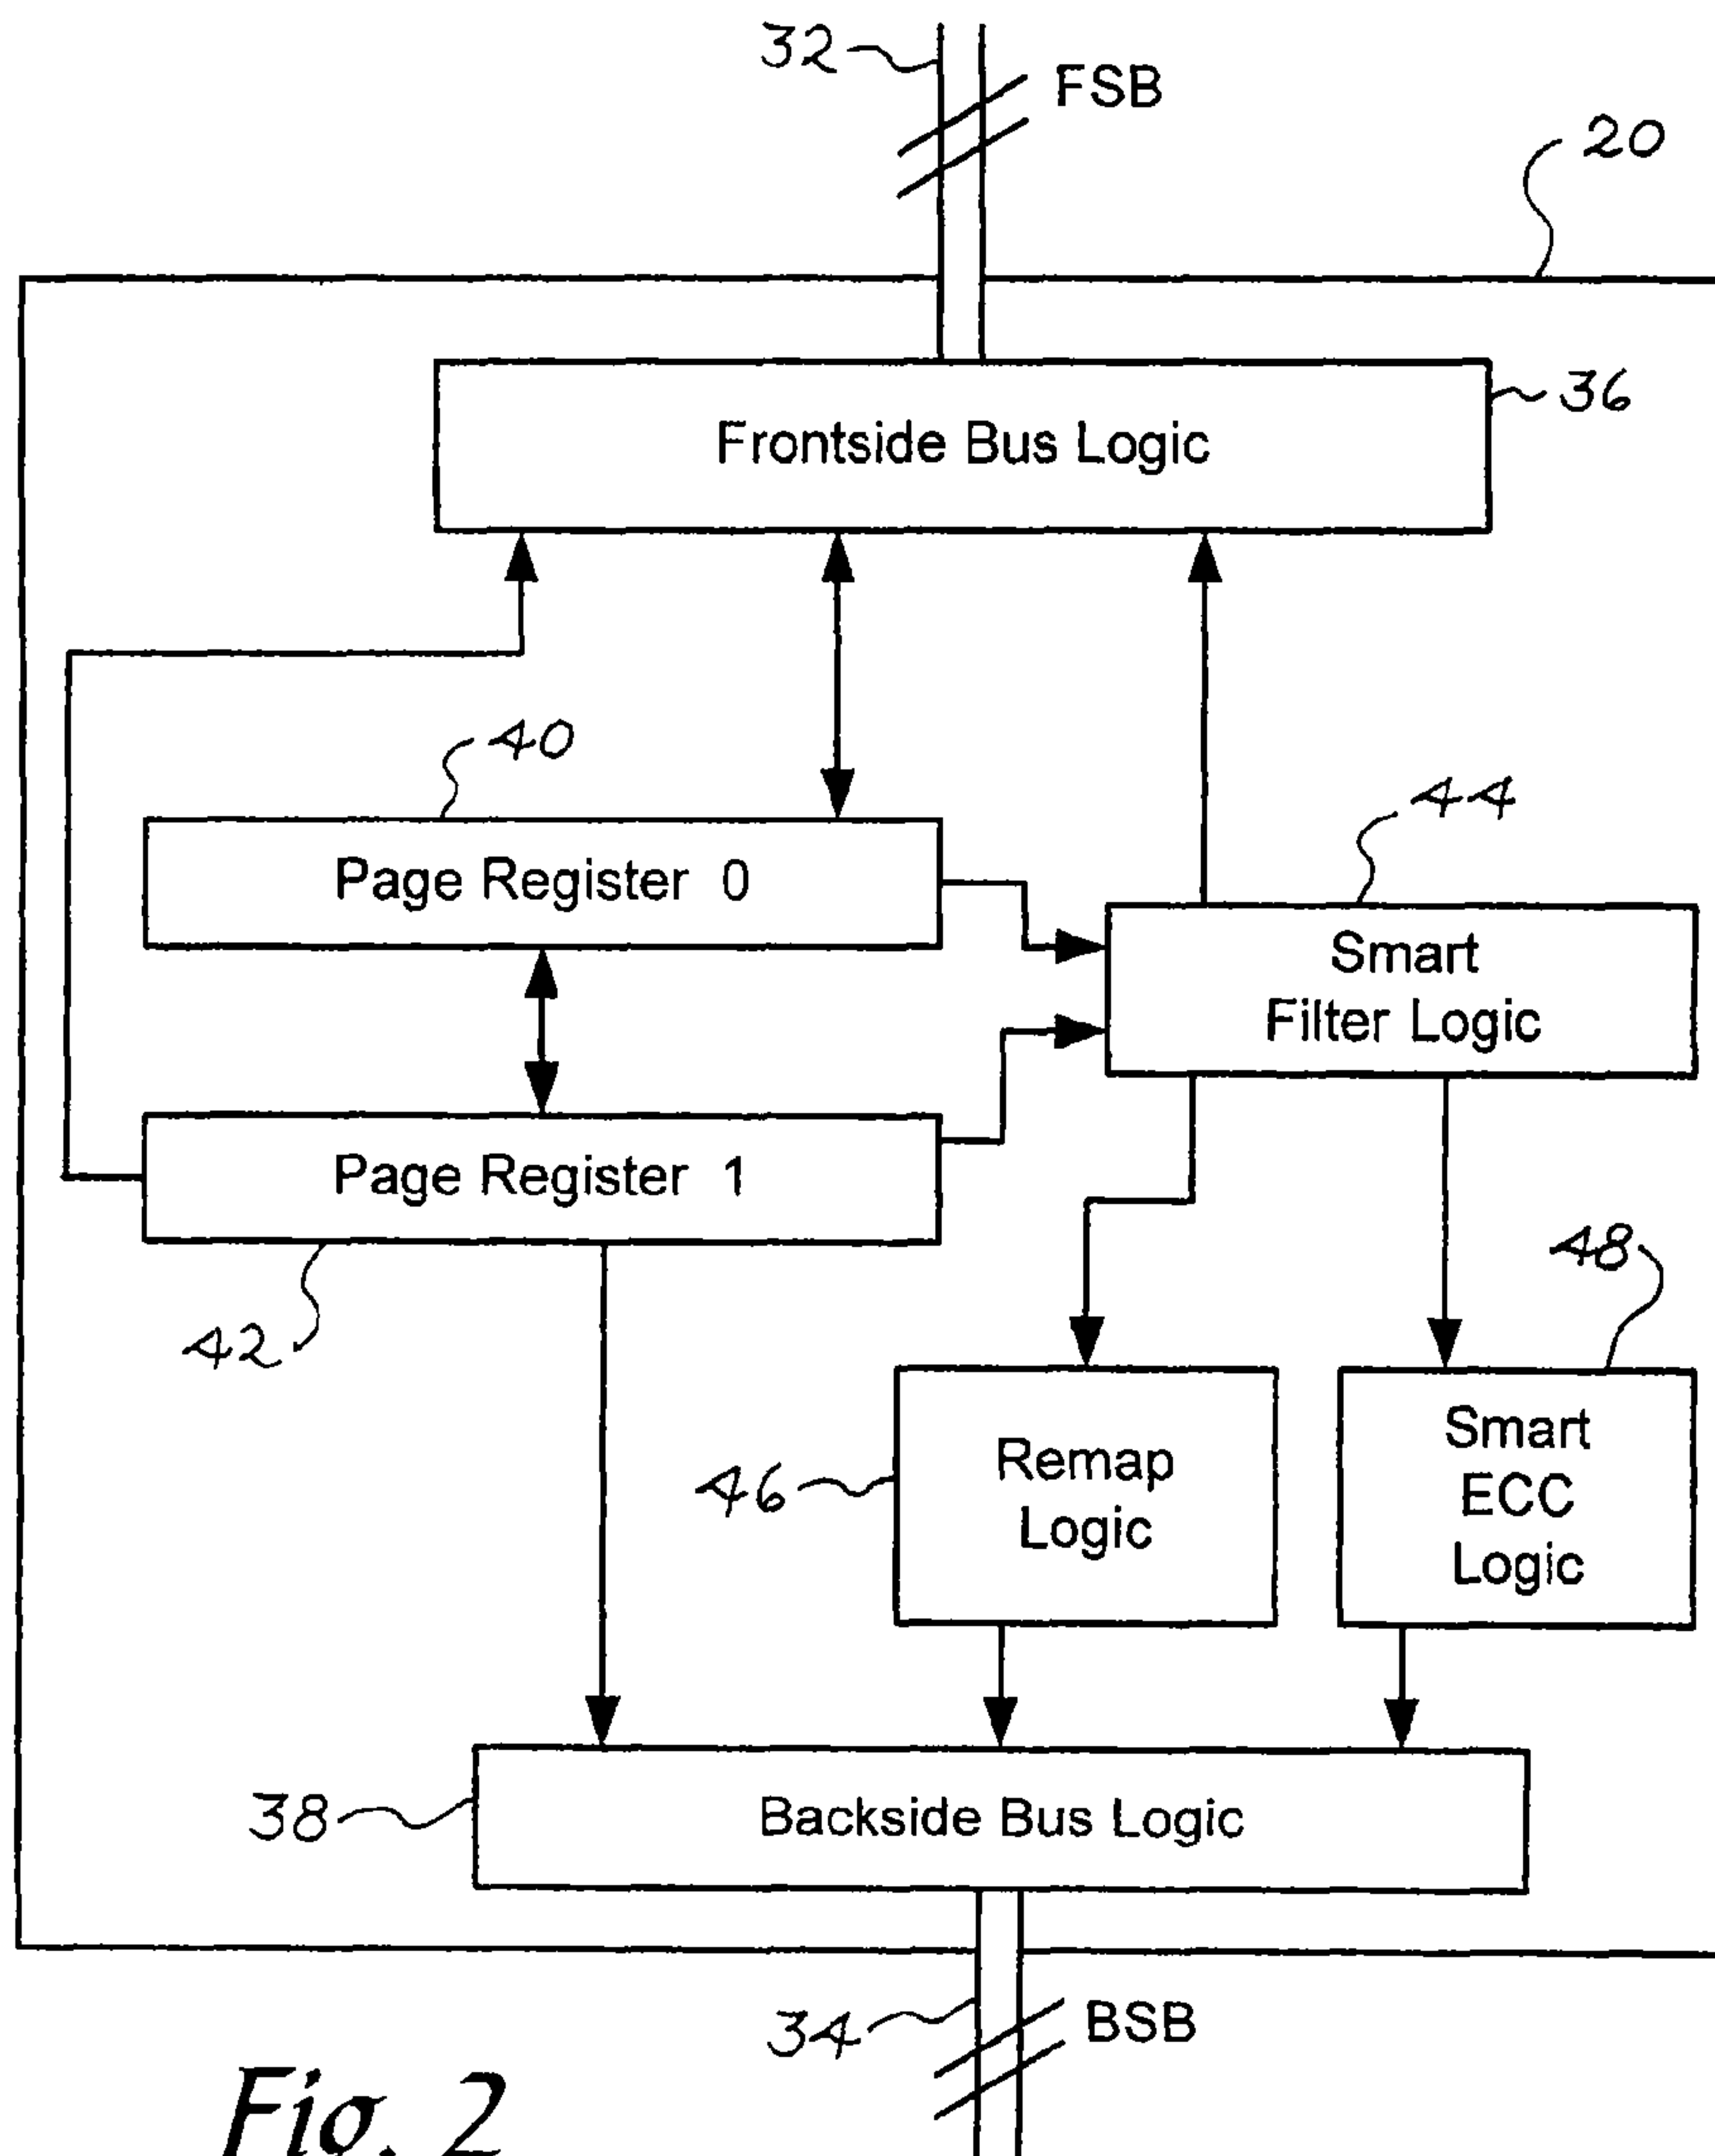 32
FSB
20
Frontside Bus Logic
36
40
44
Page Register 0
Smart
Filter Logic
Page Register 1
48
42
Smart
ECC
Logic
46
Remap
Logic
38
Backside Bus Logic
34
BSB
Fig. 2